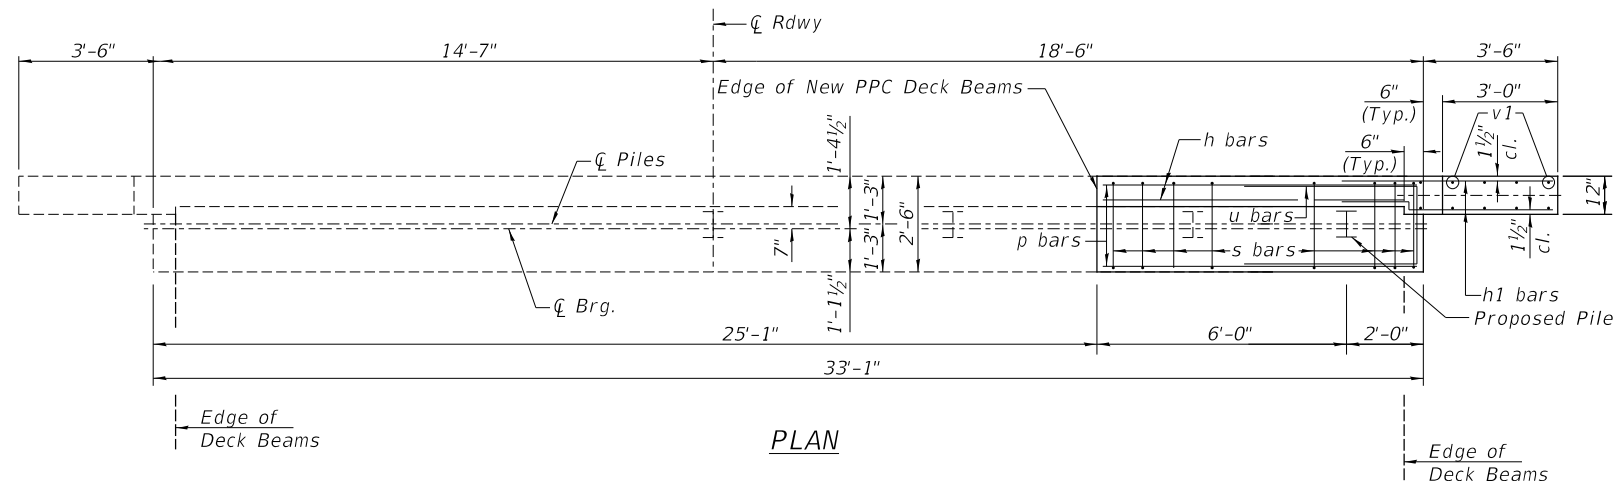 ℄ Rdwy
3'-6"
14'-7"
18'-6"
3'-6"
Edge of New PPC Deck Beams
6"
(Typ.)
3'-0"
v1
1½"
cl.
6"
(Typ.)
h bars
℄ Piles
1'-4½"
1'-3"
1'-3"
2'-6"
7"
1'-1½"
12"
1½"
cl.
u bars
p bars
s bars
℄ Brg.
h1 bars
Proposed Pile
25'-1"
6'-0"
2'-0"
33'-1"
Edge of
Deck Beams
PLAN
Edge of
Deck Beams